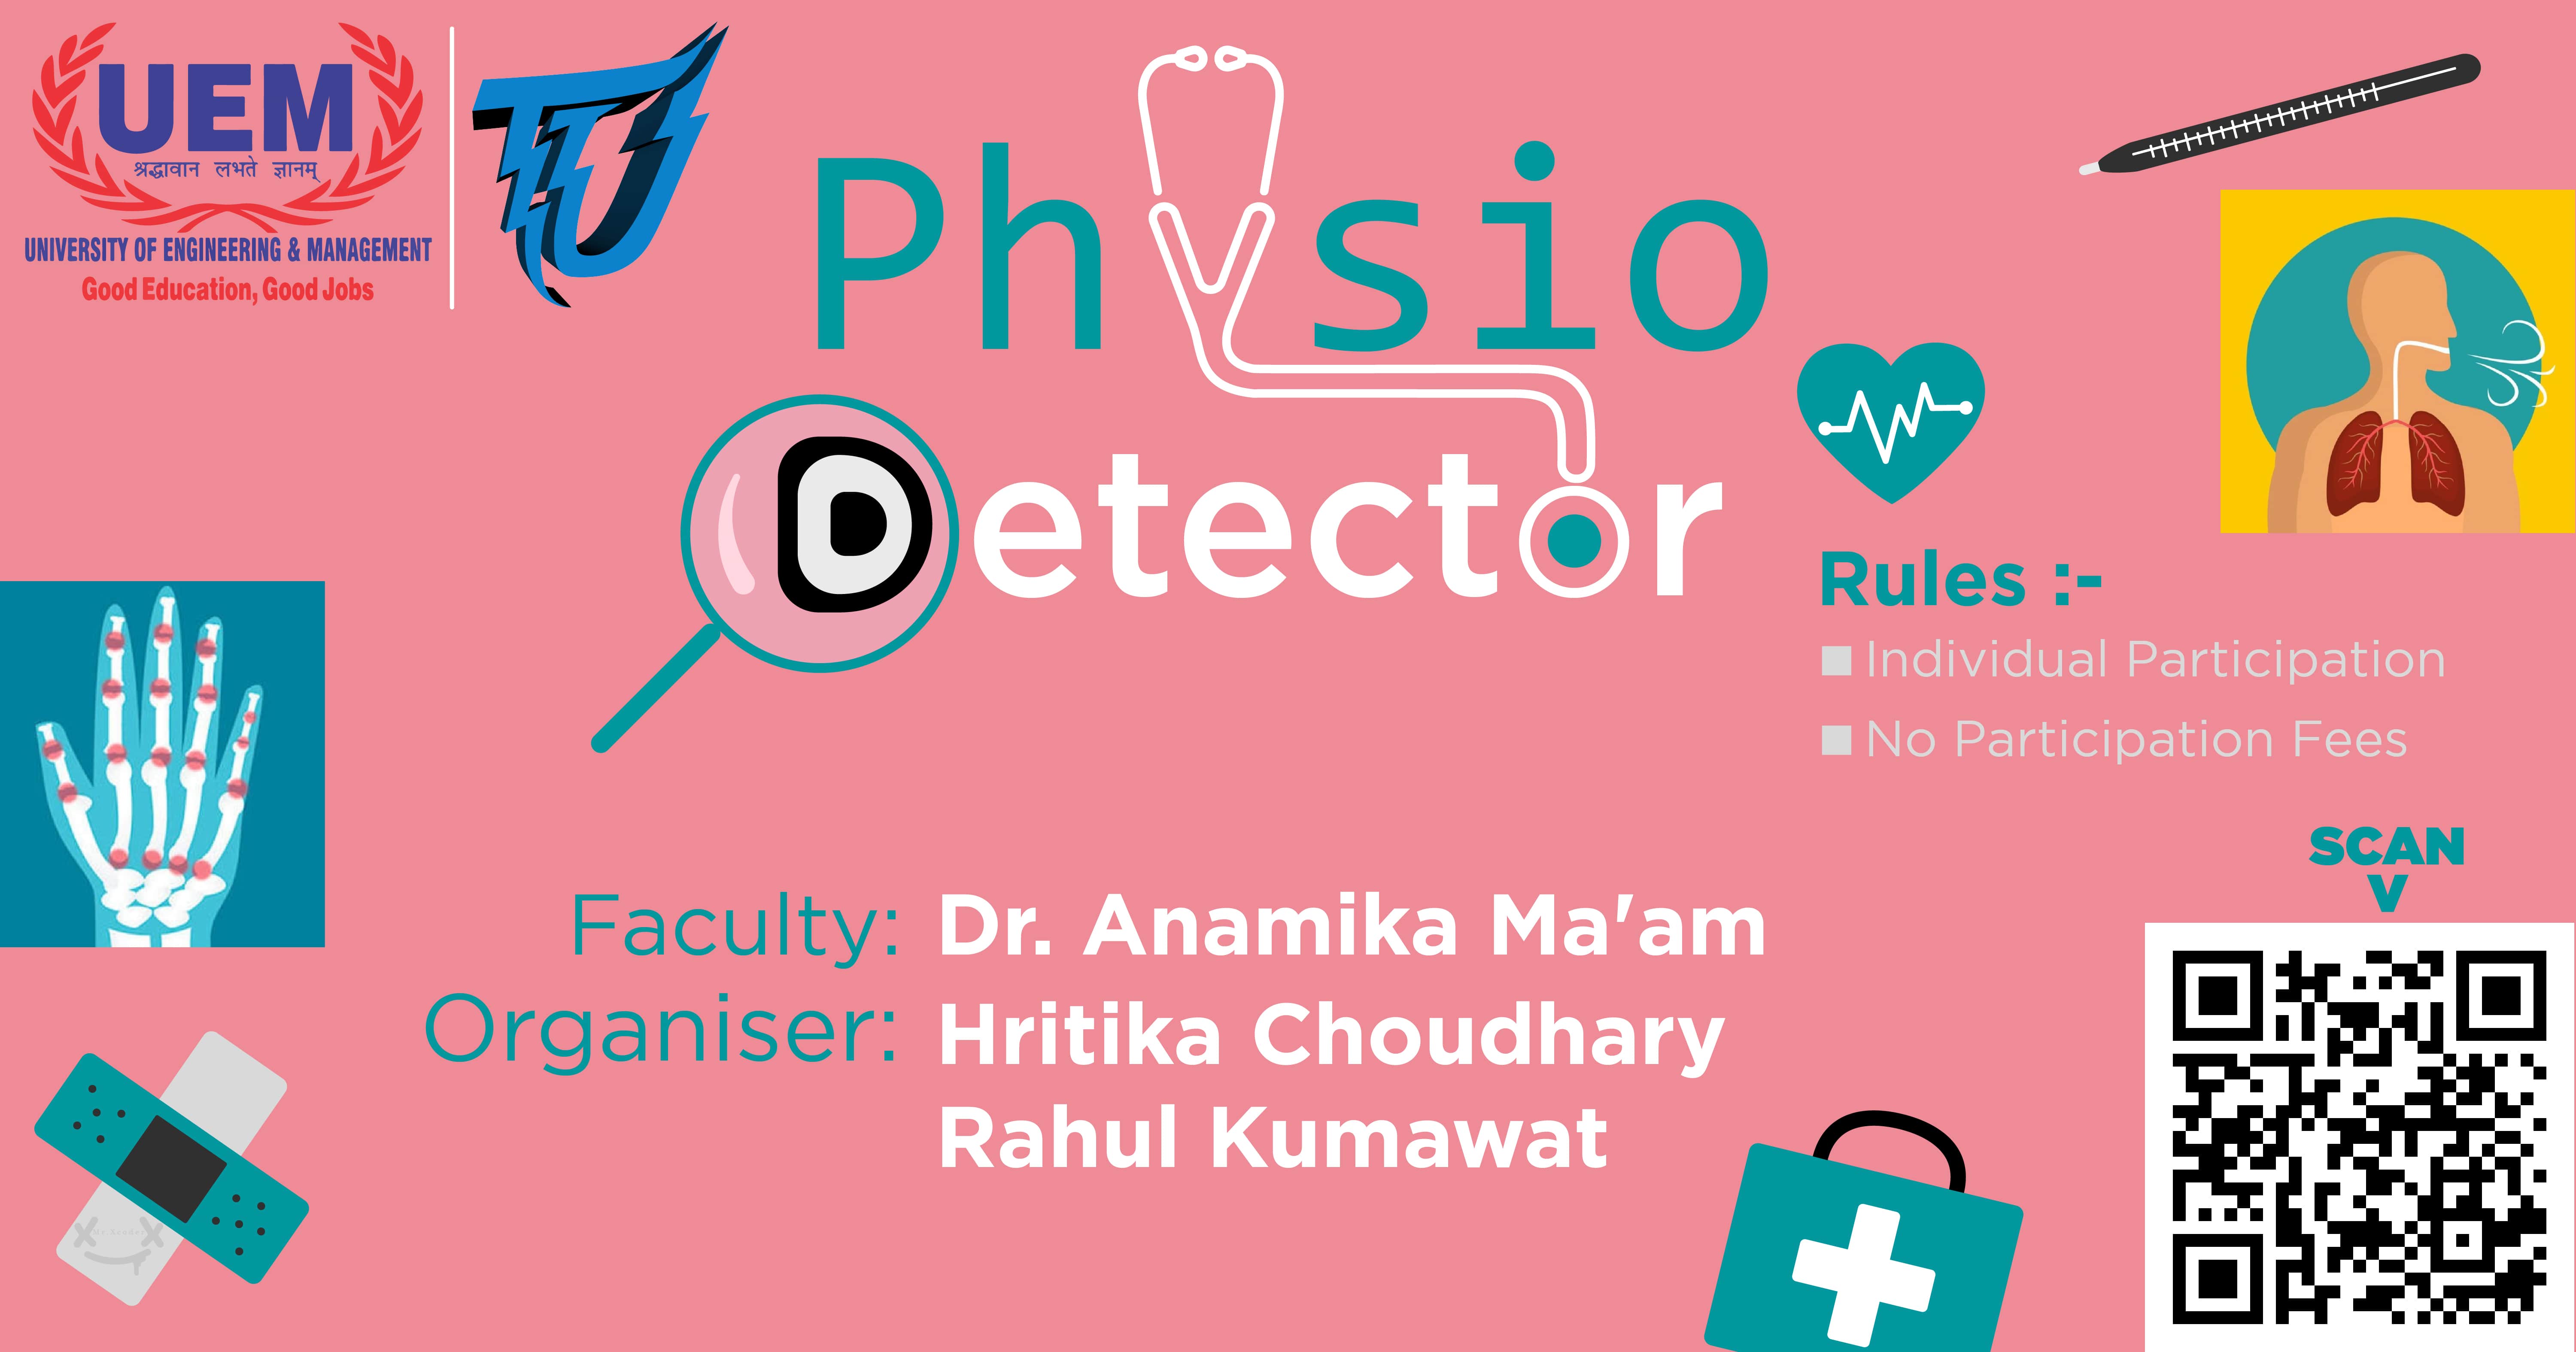 UEM
श्रद्धावान लभते ज्ञानम्
UNIVERSITY OF ENGINEERING & MANAGEMENT
Good Education, Good Jobs
TU
Physio
Detector
Rules :-
Individual Participation
No Participation Fees
SCAN
V
Faculty: Dr. Anamika Ma'am
Organiser: Hritika Choudhary
Rahul Kumawat